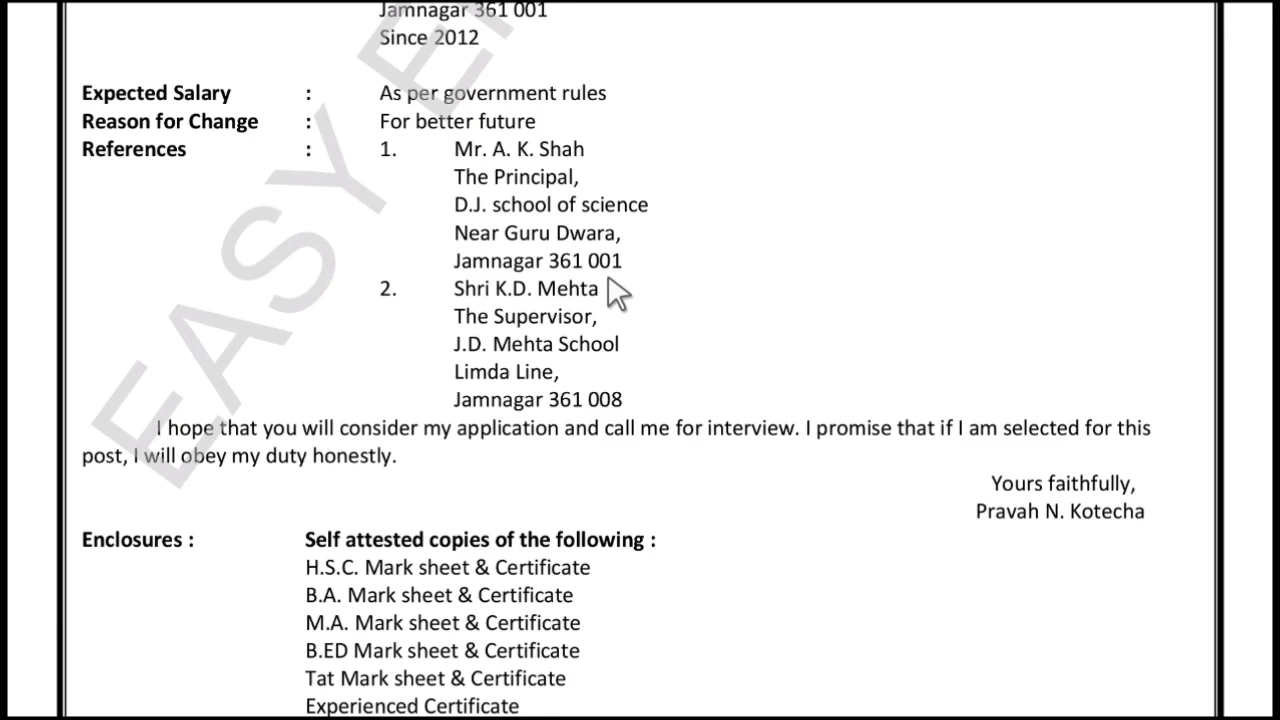 Jamnagar 361 001
Since 2012
Expected Salary : As per government rules
Reason for Change : For better future
References : 1. Mr. A. K. Shah
The Principal,
D.J. school of science
Near Guru Dwara,
Jamnagar 361 001
2. Shri K.D. Mehta
The Supervisor,
J.D. Mehta School
Limda Line,
Jamnagar 361 008
I hope that you will consider my application and call me for interview. I promise that if I am selected for this
post, I will obey my duty honestly.
Yours faithfully,
Pravah N. Kotecha
Enclosures : Self attested copies of the following :
H.S.C. Mark sheet & Certificate
B.A. Mark sheet & Certificate
M.A. Mark sheet & Certificate
B.ED Mark sheet & Certificate
Tat Mark sheet & Certificate
Experienced Certificate
EASY